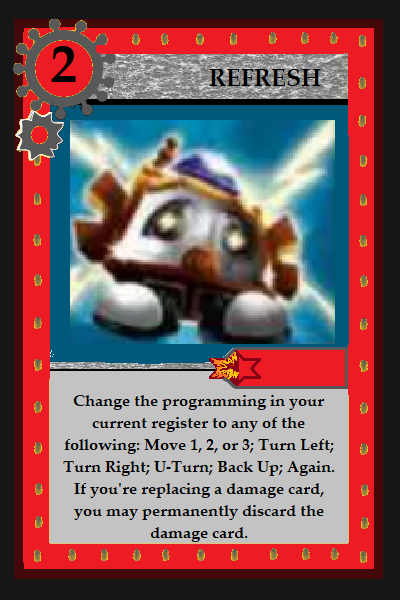 2
REFRESH
Change the programming in your
current register to any of the
following: Move 1, 2, or 3; Turn Left;
Turn Right; U-Turn; Back Up; Again.
If you're replacing a damage card,
you may permanently discard the
damage card.